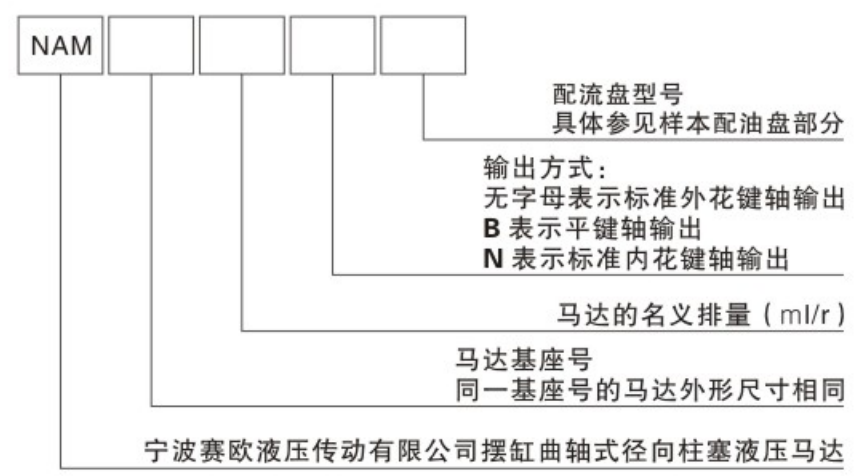 NAM
配流盘型号
具体参见样本配油盘部分
输出方式：
无字母表示标准外花键轴输出
B 表示平键轴输出
N 表示标准内花键轴输出
马达的名义排量（ml/r）
马达基座号
同一基座号的马达外形尺寸相同
宁波赛欧液压传动有限公司摆缸曲轴式径向柱塞液压马达